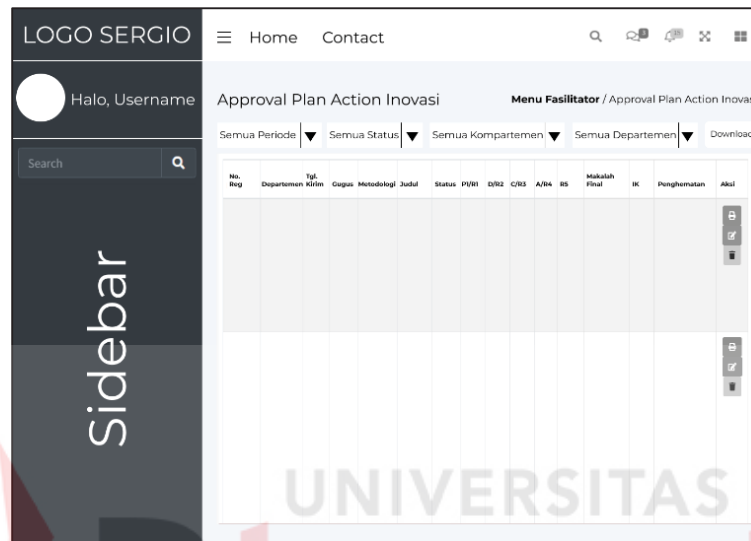 LOGO SERGIO
Home Contact
Halo, Username
Approval Plan Action Inovasi
Menu Fasilitator / Approval Plan Action Inovas
Semua Periode Semua Status Semua Kompartemen Semua Departemen Download
Search
No. Reg Departemen Tgl. Kirim Gugus Metodologi Judul Status P1/R1 D/R2 C/R3 A/R4 R5 Makalah Final IK Penghematan Aksi
Sidebar
UNIVERSITAS